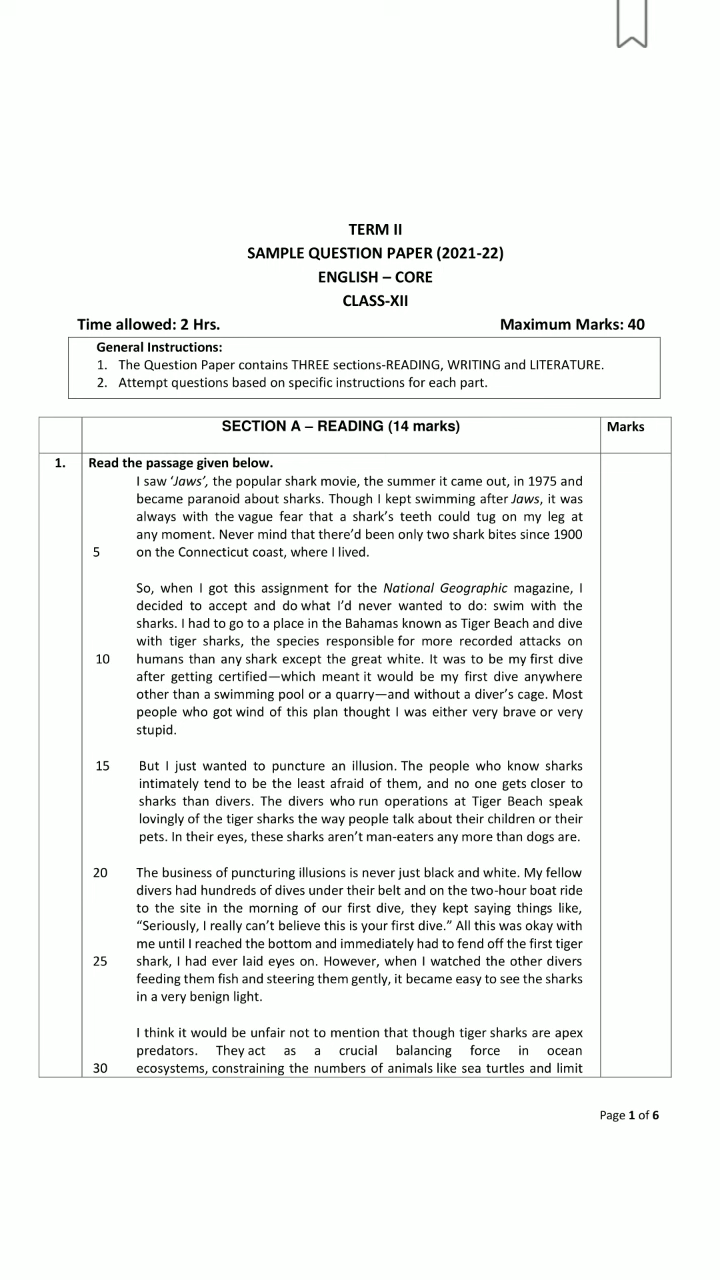 TERM II
SAMPLE QUESTION PAPER (2021-22)
ENGLISH – CORE
CLASS-XII
Time allowed: 2 Hrs. Maximum Marks: 40
General Instructions:
1. The Question Paper contains THREE sections-READING, WRITING and LITERATURE.
2. Attempt questions based on specific instructions for each part.
SECTION A – READING (14 marks) Marks
1. Read the passage given below.
I saw ‘Jaws’, the popular shark movie, the summer it came out, in 1975 and
became paranoid about sharks. Though I kept swimming after Jaws, it was
always with the vague fear that a shark’s teeth could tug on my leg at
any moment. Never mind that there’d been only two shark bites since 1900
5 on the Connecticut coast, where I lived.
So, when I got this assignment for the National Geographic magazine, I
decided to accept and do what I’d never wanted to do: swim with the
sharks. I had to go to a place in the Bahamas known as Tiger Beach and dive
with tiger sharks, the species responsible for more recorded attacks on
10 humans than any shark except the great white. It was to be my first dive
after getting certified—which meant it would be my first dive anywhere
other than a swimming pool or a quarry—and without a diver’s cage. Most
people who got wind of this plan thought I was either very brave or very
stupid.
15 But I just wanted to puncture an illusion. The people who know sharks
intimately tend to be the least afraid of them, and no one gets closer to
sharks than divers. The divers who run operations at Tiger Beach speak
lovingly of the tiger sharks the way people talk about their children or their
pets. In their eyes, these sharks aren’t man-eaters any more than dogs are.
20 The business of puncturing illusions is never just black and white. My fellow
divers had hundreds of dives under their belt and on the two-hour boat ride
to the site in the morning of our first dive, they kept saying things like,
“Seriously, I really can’t believe this is your first dive.” All this was okay with
me until I reached the bottom and immediately had to fend off the first tiger
25 shark, I had ever laid eyes on. However, when I watched the other divers
feeding them fish and steering them gently, it became easy to see the sharks
in a very benign light.
I think it would be unfair not to mention that though tiger sharks are apex
predators. They act as a crucial balancing force in ocean
30 ecosystems, constraining the numbers of animals like sea turtles and limit
Page 1 of 6